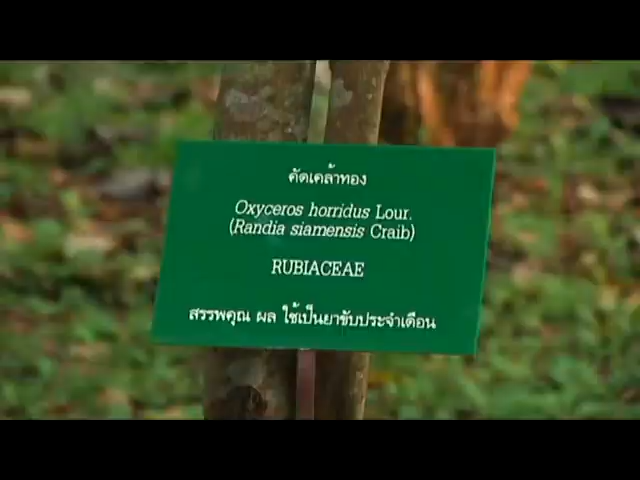 คัดเคล้าทอง
Oxyceros horridus Lour.
(Randia siamensis Craib)
RUBIACEAE
สรรพคุณ ผล ใช้เป็นยาขับประจำเดือน